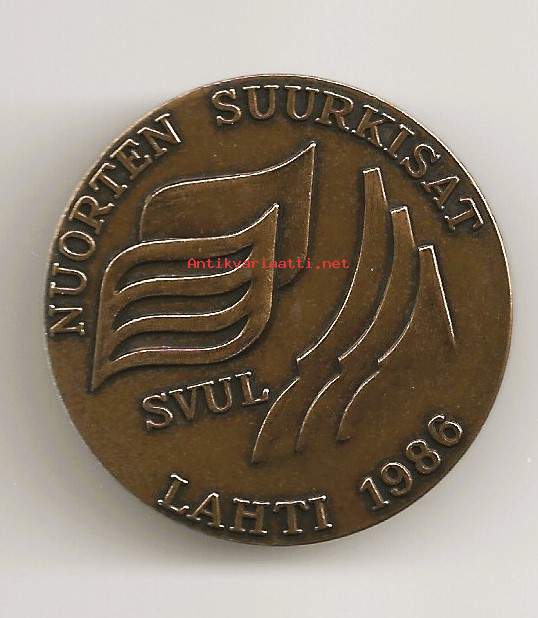 NUORTEN SUURKISAT
Antikvariaatti.net
SVUL
LAHTI 1986